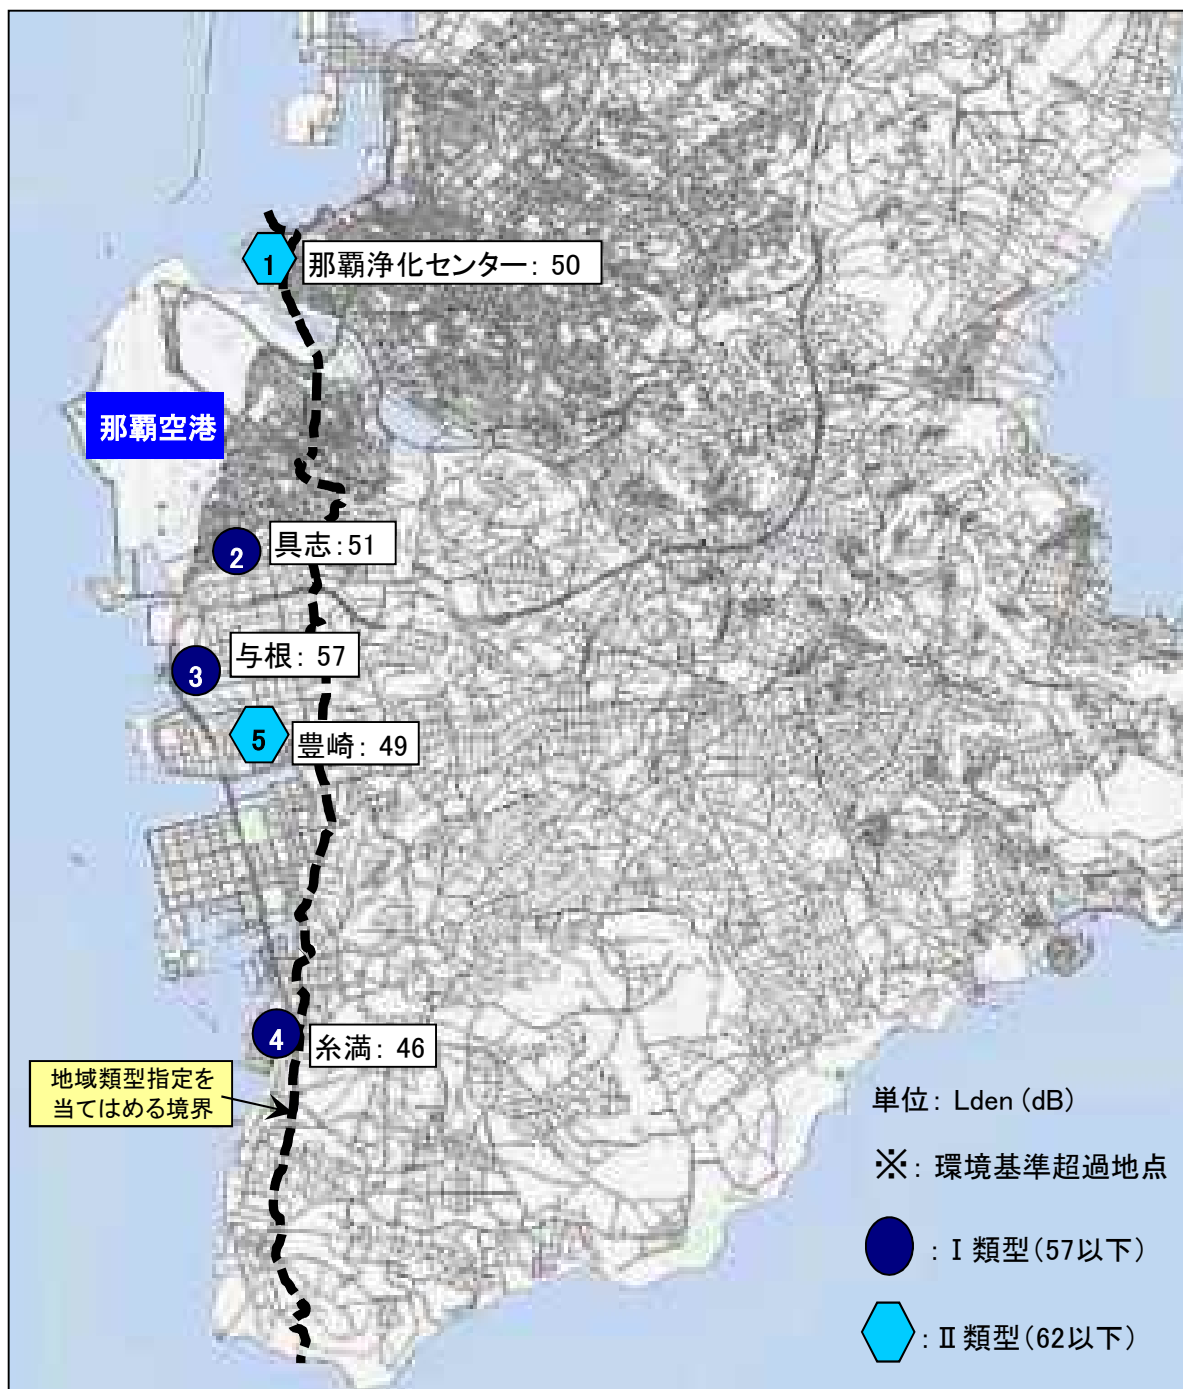 1
那覇浄化センター: 50
那覇空港
2
具志:51
与根: 57
3
5
豊崎: 49
4
糸満: 46
地域類型指定を
当てはめる境界
単位: Lden (dB)
※: 環境基準超過地点
: Ⅰ類型(57以下)
: Ⅱ類型(62以下)